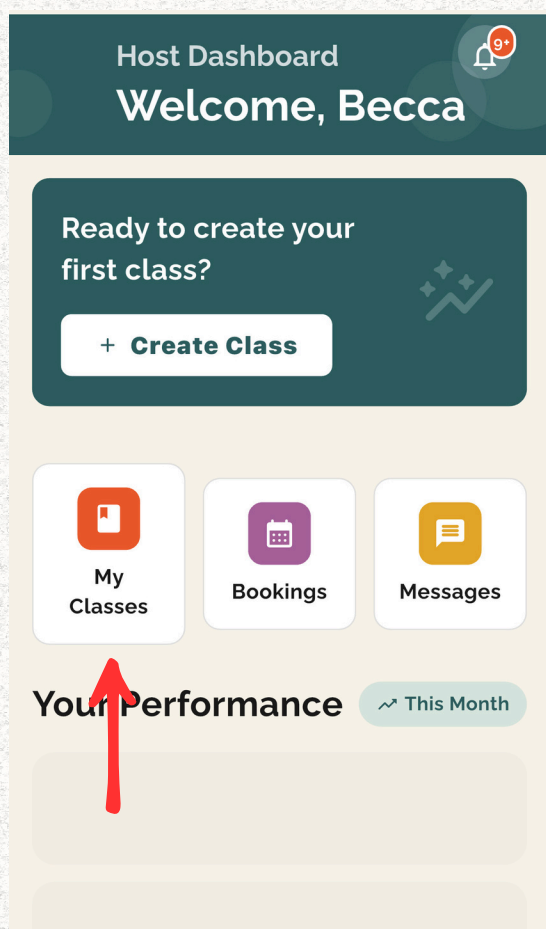 Host Dashboard
9+
Welcome, Becca
Ready to create your
first class?
+ Create Class
My
Classes
Bookings
Messages
Your Performance
This Month